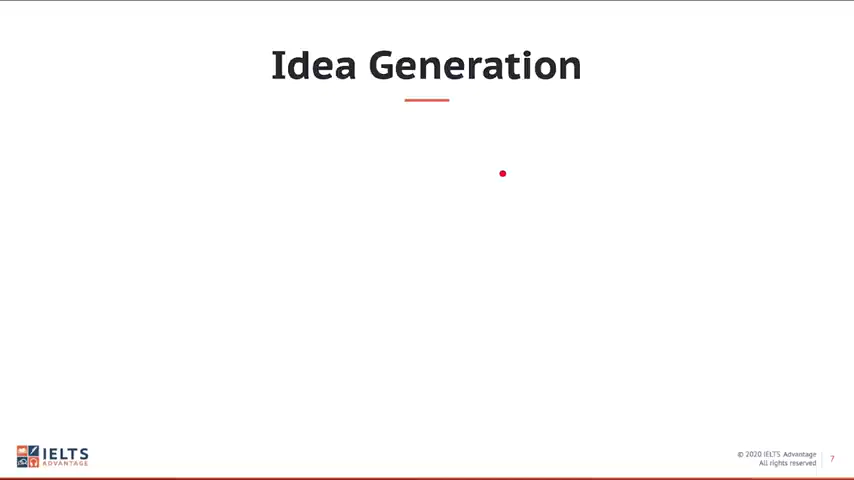 Idea Generation
IELTS
ADVANTAGE
© 2020 IELTS Advantage
All rights reserved
7